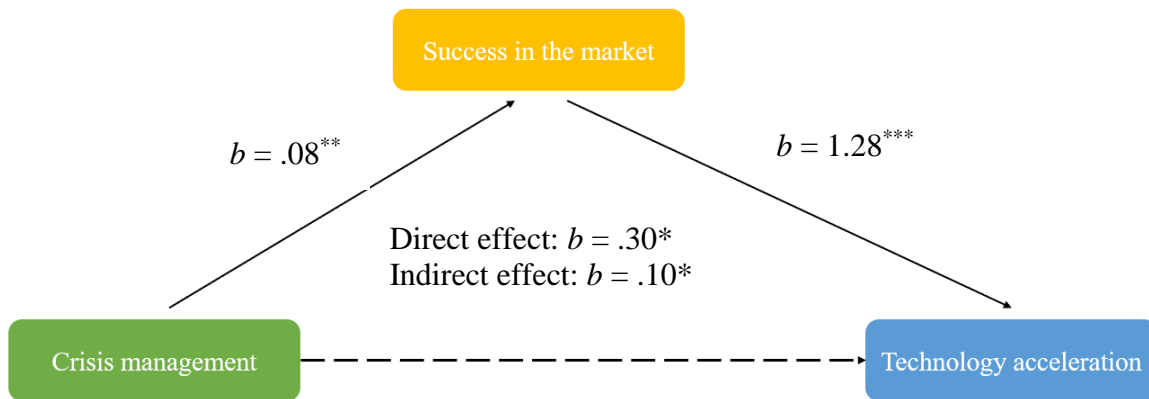 Success in the market
b = .08**
b = 1.28***
Direct effect: b = .30*
Indirect effect: b = .10*
Crisis management
Technology acceleration